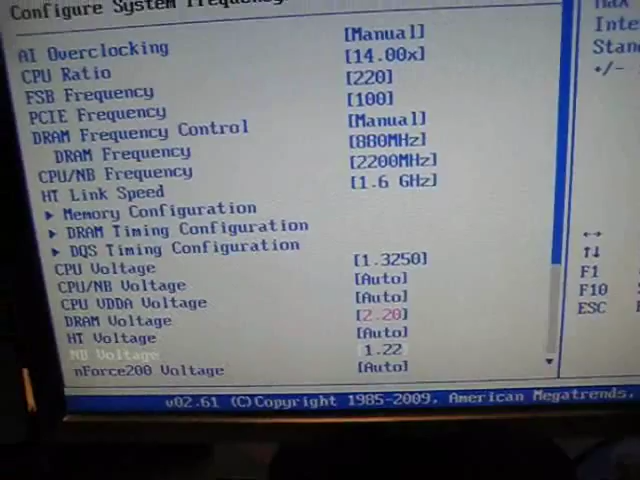 Configure System Frequency
AI Overclocking [Manual]
CPU Ratio [14.00x]
FSB Frequency [220]
PCIE Frequency [100]
DRAM Frequency Control [Manual]
DRAM Frequency [880MHz]
CPU/NB Frequency [2200MHz]
HT Link Speed [1.6 GHz]
Memory Configuration
DRAM Timing Configuration
DQS Timing Configuration
CPU Voltage [1.3250]
CPU/NB Voltage [Auto]
CPU VDDA Voltage [Auto]
DRAM Voltage [2.20]
HT Voltage [Auto]
NB Voltage 1.22
nForce200 Voltage [Auto]
Max
Inte
Stan
+/-
↔
↑↓
F1
F10
ESC
v02.61 (C)Copyright 1985-2009, American Megatrends,